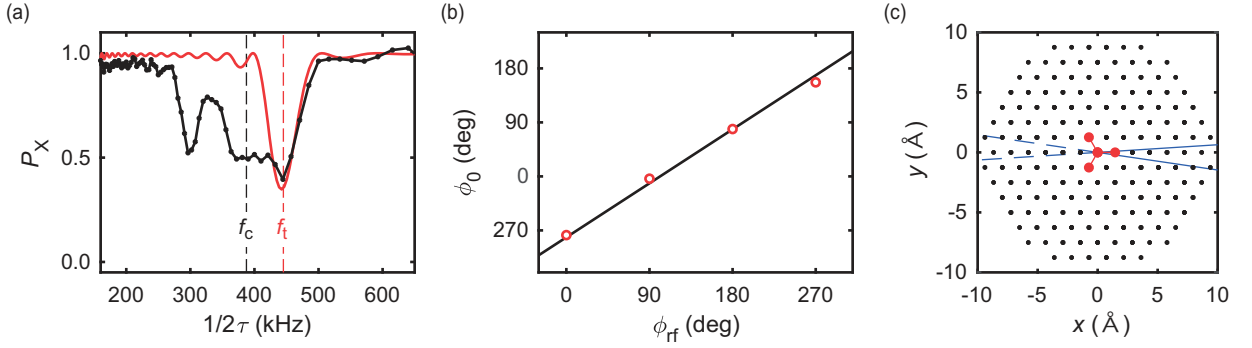 (a)
1.0
0.5
0.0
P_X
f_c
f_t
200 300 400 500 600
1/2τ (kHz)
(b)
180
90
0
270
ϕ_0 (deg)
0 90 180 270
ϕ_rf (deg)
(c)
10
5
0
-5
-10
y (Å)
-10 -5 0 5 10
x (Å)